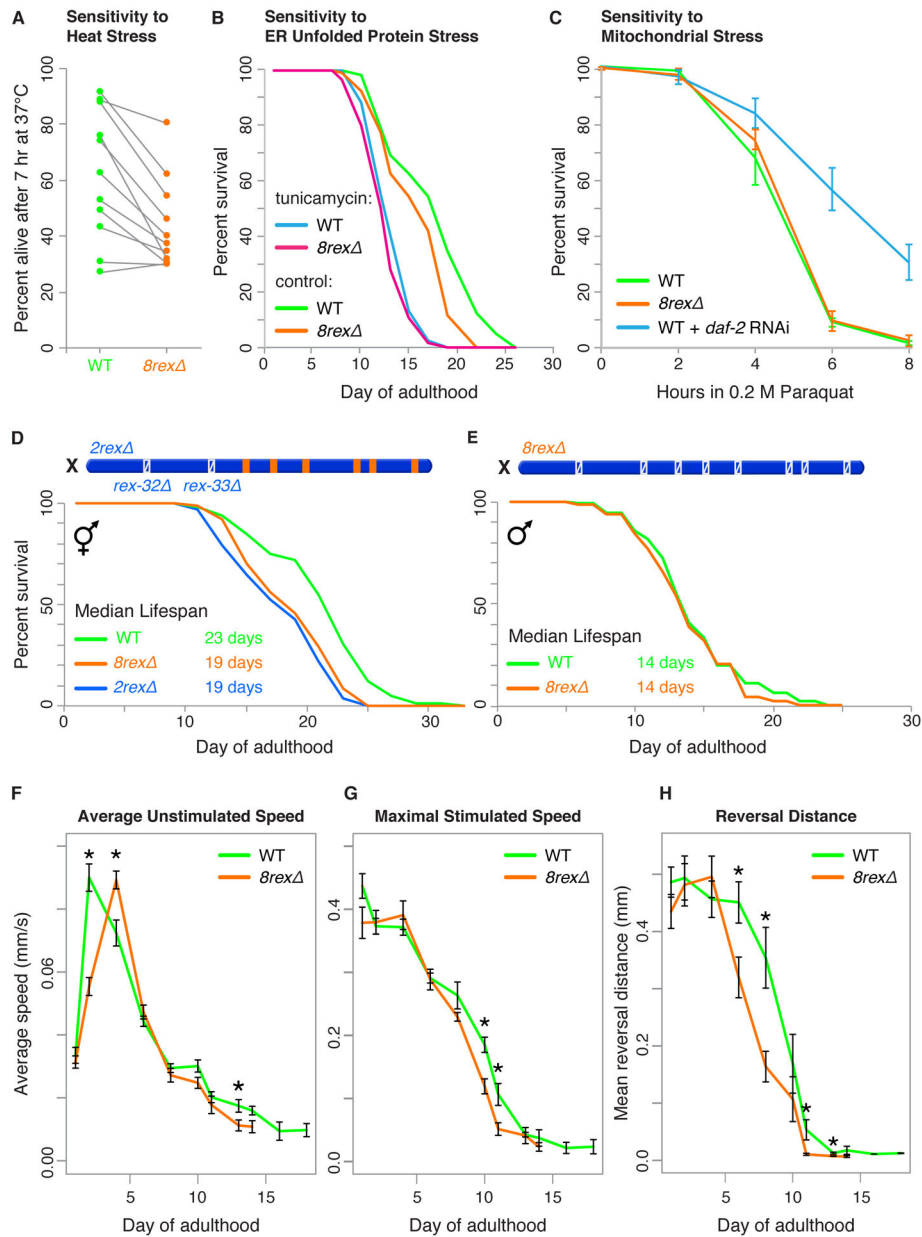 A
Sensitivity to
Heat Stress
Percent alive after 7 hr at 37°C
100
80
60
40
20
0
WT
8rexΔ
B
Sensitivity to
ER Unfolded Protein Stress
Percent survival
100
80
60
40
20
0
tunicamycin:
WT
8rexΔ
control:
WT
8rexΔ
0 5 10 15 20 25 30
Day of adulthood
C
Sensitivity to
Mitochondrial Stress
Percent survival
100
80
60
40
20
0
WT
8rexΔ
WT + daf-2 RNAi
0 2 4 6 8
Hours in 0.2 M Paraquat
D
2rexΔ
X
rex-32Δ rex-33Δ
Percent survival
100
50
0
Median Lifespan
WT 23 days
8rexΔ 19 days
2rexΔ 19 days
0 10 20 30
Day of adulthood
E
8rexΔ
X
Percent survival
100
50
0
Median Lifespan
WT 14 days
8rexΔ 14 days
0 10 20 30
Day of adulthood
F
Average Unstimulated Speed
WT
8rexΔ
* * *
Average speed (mm/s)
0.06
0.00
5 10 15
Day of adulthood
G
Maximal Stimulated Speed
WT
8rexΔ
* *
0.4
0.2
0.0
5 10 15
Day of adulthood
H
Reversal Distance
WT
8rexΔ
* * * *
Mean reversal distance (mm)
0.4
0.2
0.0
5 10 15
Day of adulthood